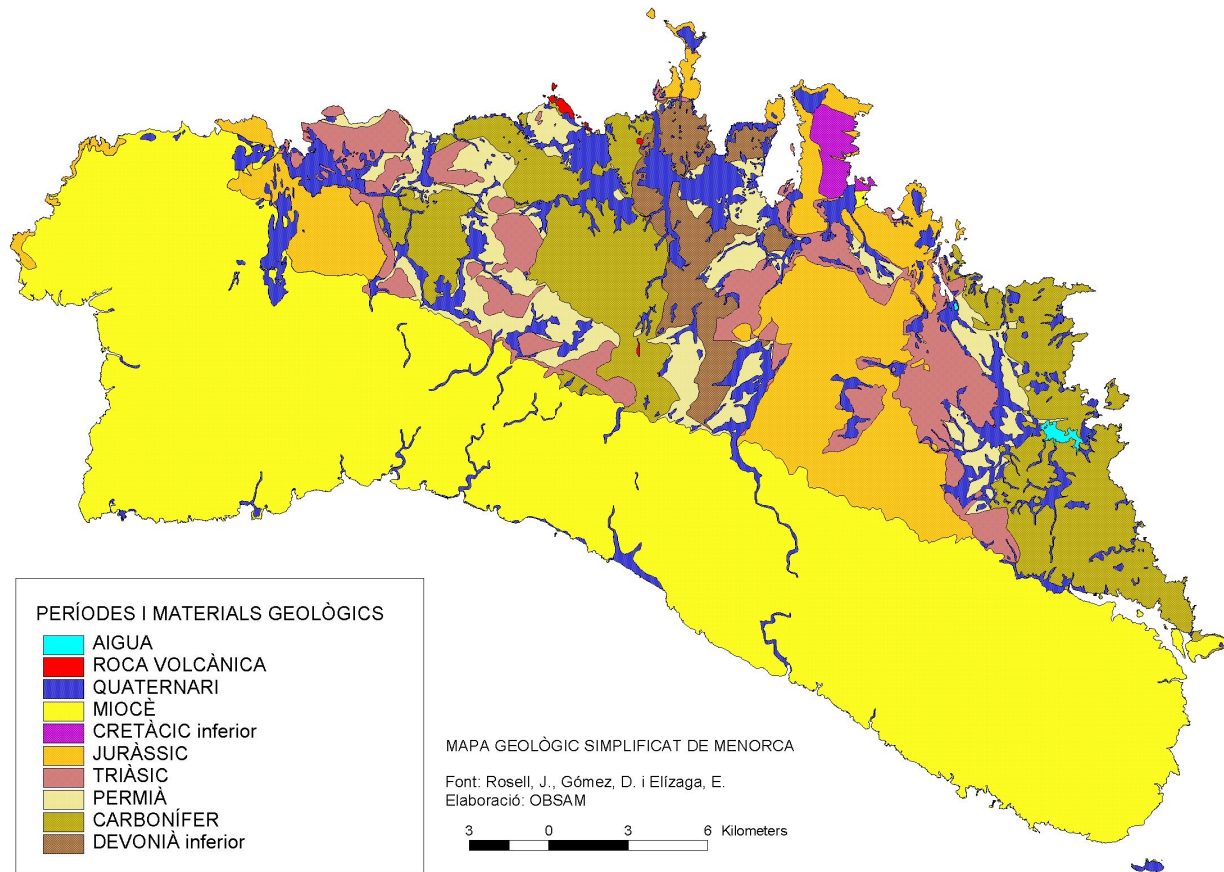 PERÍODES I MATERIALS GEOLÒGICS
AIGUA
ROCA VOLCÀNICA
QUATERNARI
MIOCÈ
CRETÀCIC inferior
JURÀSSIC
TRIÀSIC
PERMIÀ
CARBONÍFER
DEVONIÀ inferior
MAPA GEOLÒGIC SIMPLIFICAT DE MENORCA
Font: Rosell, J., Gómez, D. i Elízaga, E.
Elaboració: OBSAM
3 0 3 6 Kilometers